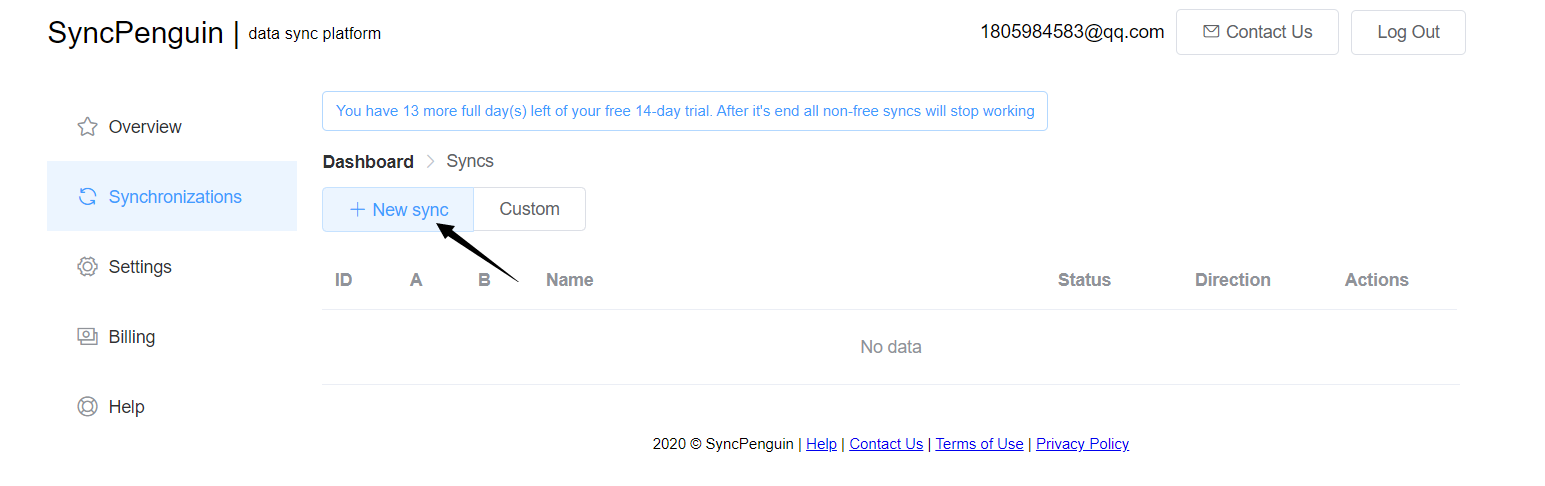 SyncPenguin | data sync platform
1805984583@qq.com Contact Us Log Out
You have 13 more full day(s) left of your free 14-day trial. After it's end all non-free syncs will stop working
Overview
Synchronizations
Settings
Billing
Help
Dashboard > Syncs
+ New sync Custom
ID A B Name Status Direction Actions
No data
2020 © SyncPenguin | Help | Contact Us | Terms of Use | Privacy Policy